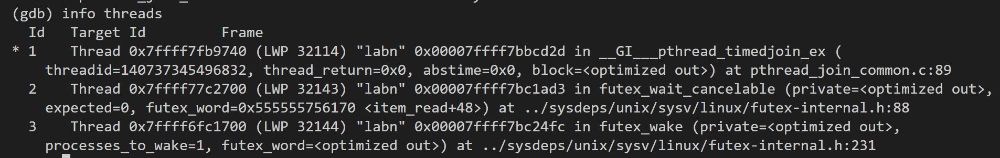 (gdb) info threads
  Id   Target Id         Frame
* 1    Thread 0x7ffff7fb9740 (LWP 32114) "labn" 0x00007ffff7bbcd2d in __GI___pthread_timedjoin_ex (
    threadid=140737345496832, thread_return=0x0, abstime=0x0, block=<optimized out>) at pthread_join_common.c:89
  2    Thread 0x7ffff77c2700 (LWP 32143) "labn" 0x00007ffff7bc1ad3 in futex_wait_cancelable (private=<optimized out>,
    expected=0, futex_word=0x555555756170 <item_read+48>) at ../sysdeps/unix/sysv/linux/futex-internal.h:88
  3    Thread 0x7ffff6fc1700 (LWP 32144) "labn" 0x00007ffff7bc24fc in futex_wake (private=<optimized out>,
    processes_to_wake=1, futex_word=<optimized out>) at ../sysdeps/unix/sysv/linux/futex-internal.h:231